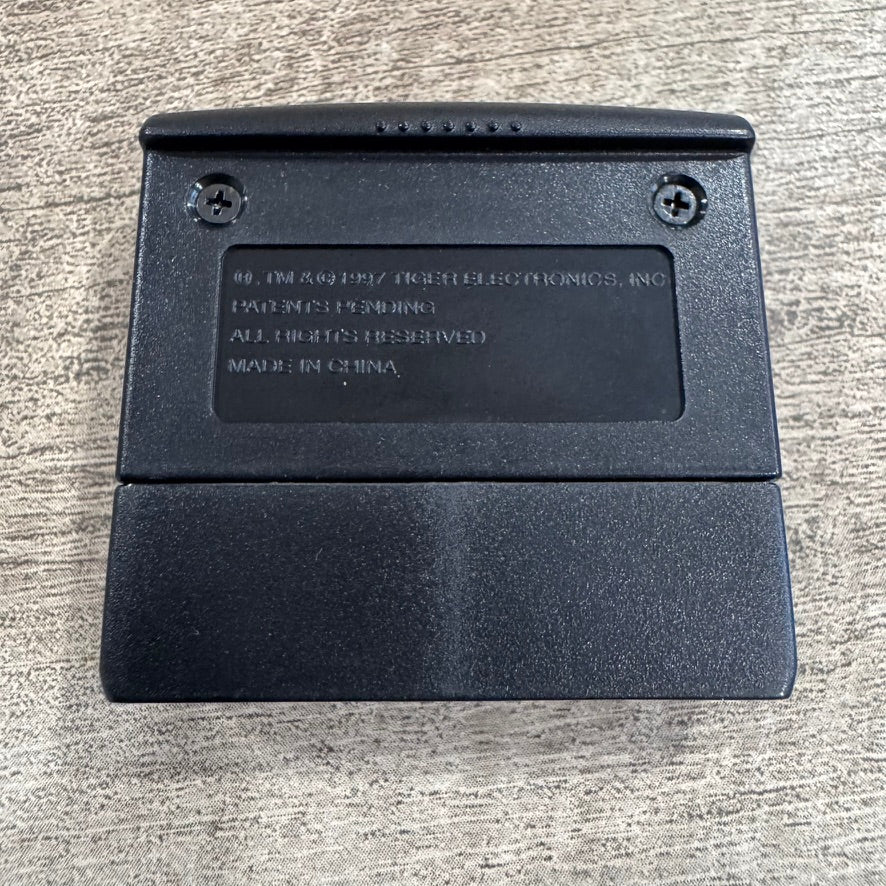 ®, TM & © 1997 TIGER ELECTRONICS, INC
PATENTS PENDING
ALL RIGHTS RESERVED
MADE IN CHINA